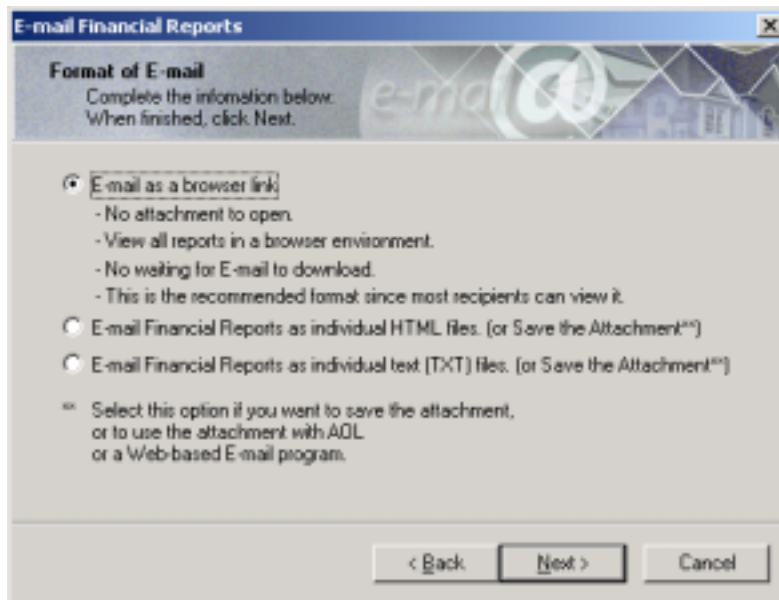 E-mail Financial Reports
Format of E-mail
Complete the infomation below.
When finished, click Next.
e-mail @
E-mail as a browser link
- No attachment to open.
- View all reports in a browser environment.
- No waiting for E-mail to download.
- This is the recommended format since most recipients can view it.
E-mail Financial Reports as individual HTML files. (or Save the Attachment**)
E-mail Financial Reports as individual text (TXT) files. (or Save the Attachment**)
** Select this option if you want to save the attachment,
or to use the attachment with AOL
or a Web-based E-mail program.
< Back
Next >
Cancel